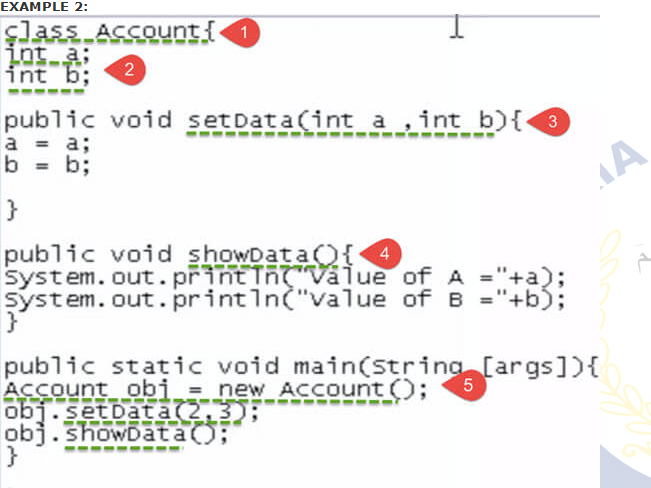 EXAMPLE 2:
class Account{ 1
int a;
int b; 2
public void setData(int a ,int b){ 3
a = a;
b = b;
}
public void showData(){ 4
System.out.println("Value of A ="+a);
System.out.println("Value of B ="+b);
}
public static void main(String [args]){
Account obj = new Account(); 5
obj.setData(2,3);
obj.showData();
}